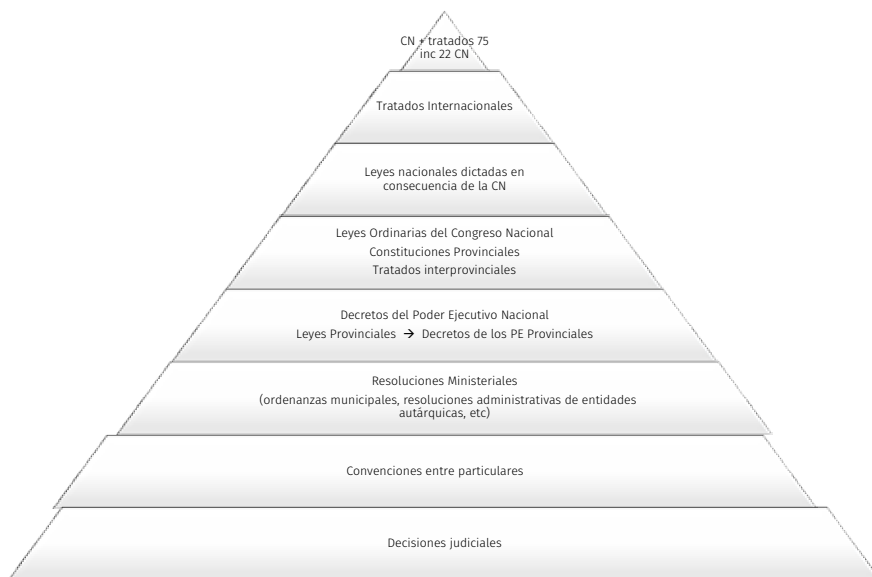 CN + tratados 75
inc 22 CN
Tratados Internacionales
Leyes nacionales dictadas en
consecuencia de la CN
Leyes Ordinarias del Congreso Nacional
Constituciones Provinciales
Tratados interprovinciales
Decretos del Poder Ejecutivo Nacional
Leyes Provinciales → Decretos de los PE Provinciales
Resoluciones Ministeriales
(ordenanzas municipales, resoluciones administrativas de entidades
autárquicas, etc)
Convenciones entre particulares
Decisiones judiciales